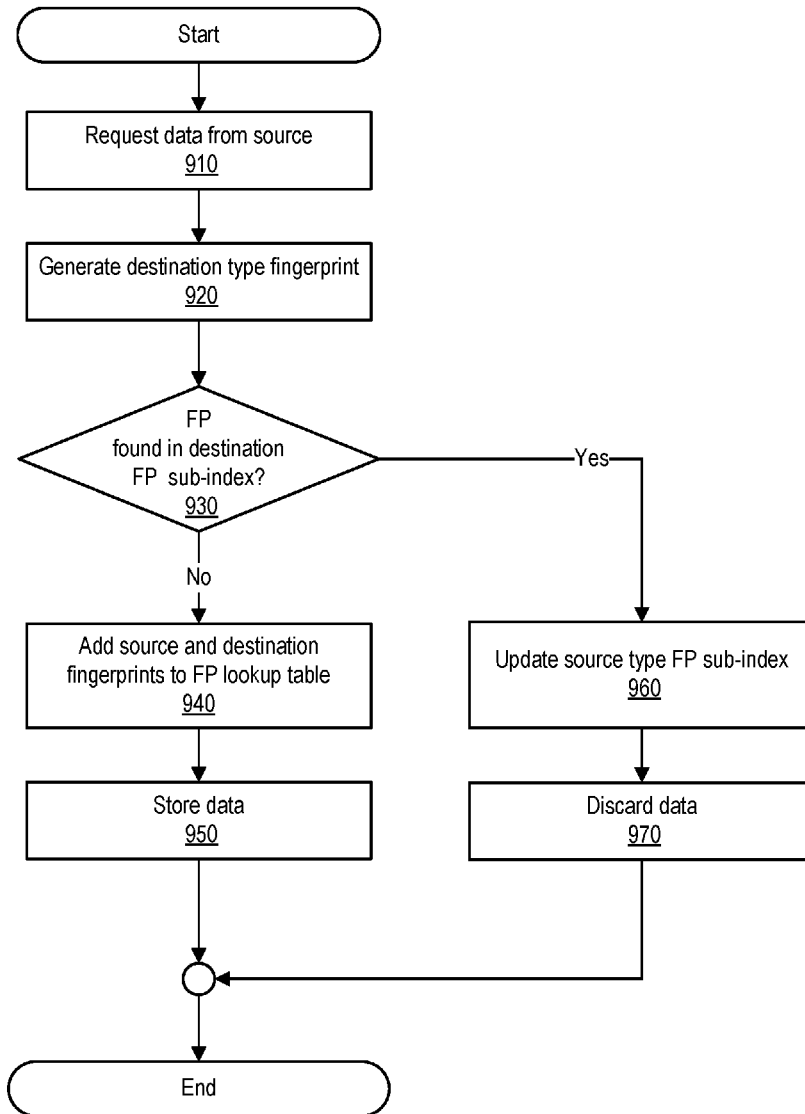 Start
Request data from source
910
Generate destination type fingerprint
920
FP
found in destination
FP sub-index?
930
Yes
No
Add source and destination
fingerprints to FP lookup table
940
Update source type FP sub-index
960
Store data
950
Discard data
970
End